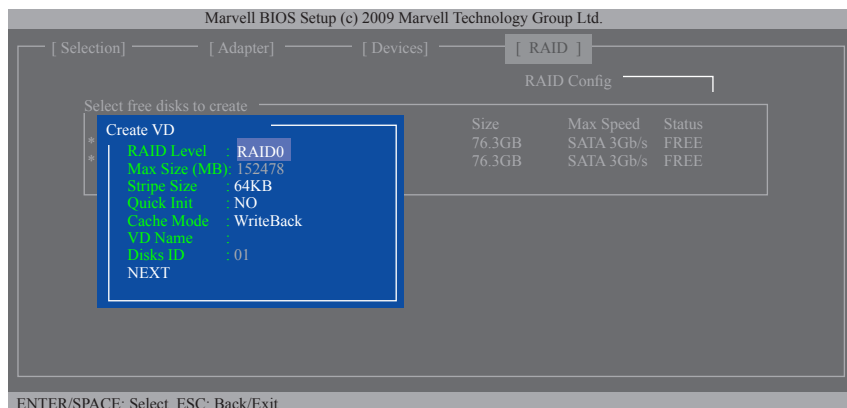 Marvell BIOS Setup (c) 2009 Marvell Technology Group Ltd.
[ Selection] [ Adapter] [ Devices] [ RAID ]
RAID Config
Select free disks to create
Size Max Speed Status
* 76.3GB SATA 3Gb/s FREE
* 76.3GB SATA 3Gb/s FREE
Create VD
RAID Level : RAID0
Max Size (MB): 152478
Stripe Size : 64KB
Quick Init : NO
Cache Mode : WriteBack
VD Name :
Disks ID : 01
NEXT
ENTER/SPACE: Select ESC: Back/Exit